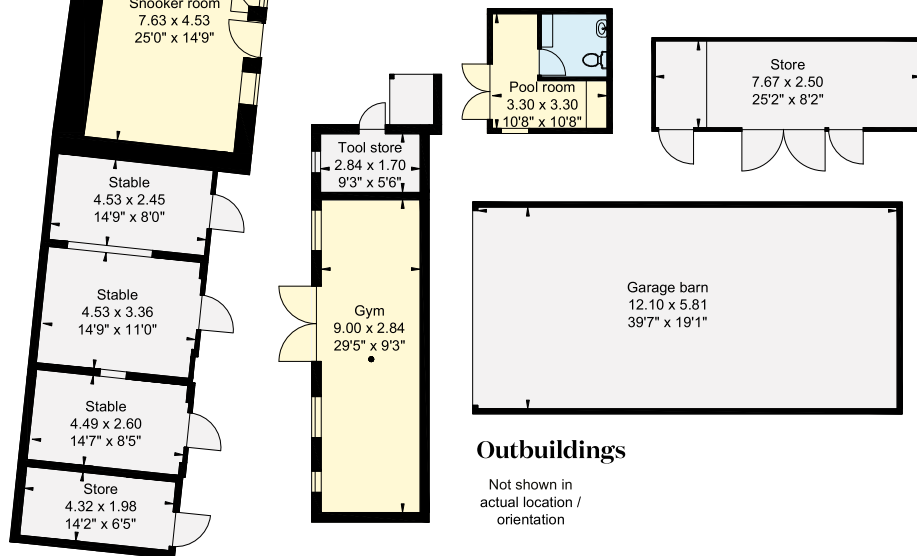 Snooker room
7.63 x 4.53
25'0" x 14'9"
Stable
4.53 x 2.45
14'9" x 8'0"
Stable
4.53 x 3.36
14'9" x 11'0"
Stable
4.49 x 2.60
14'7" x 8'5"
Store
4.32 x 1.98
14'2" x 6'5"
Tool store
2.84 x 1.70
9'3" x 5'6"
Gym
9.00 x 2.84
29'5" x 9'3"
Pool room
3.30 x 3.30
10'8" x 10'8"
Store
7.67 x 2.50
25'2" x 8'2"
Garage barn
12.10 x 5.81
39'7" x 19'1"
Outbuildings
Not shown in
actual location /
orientation